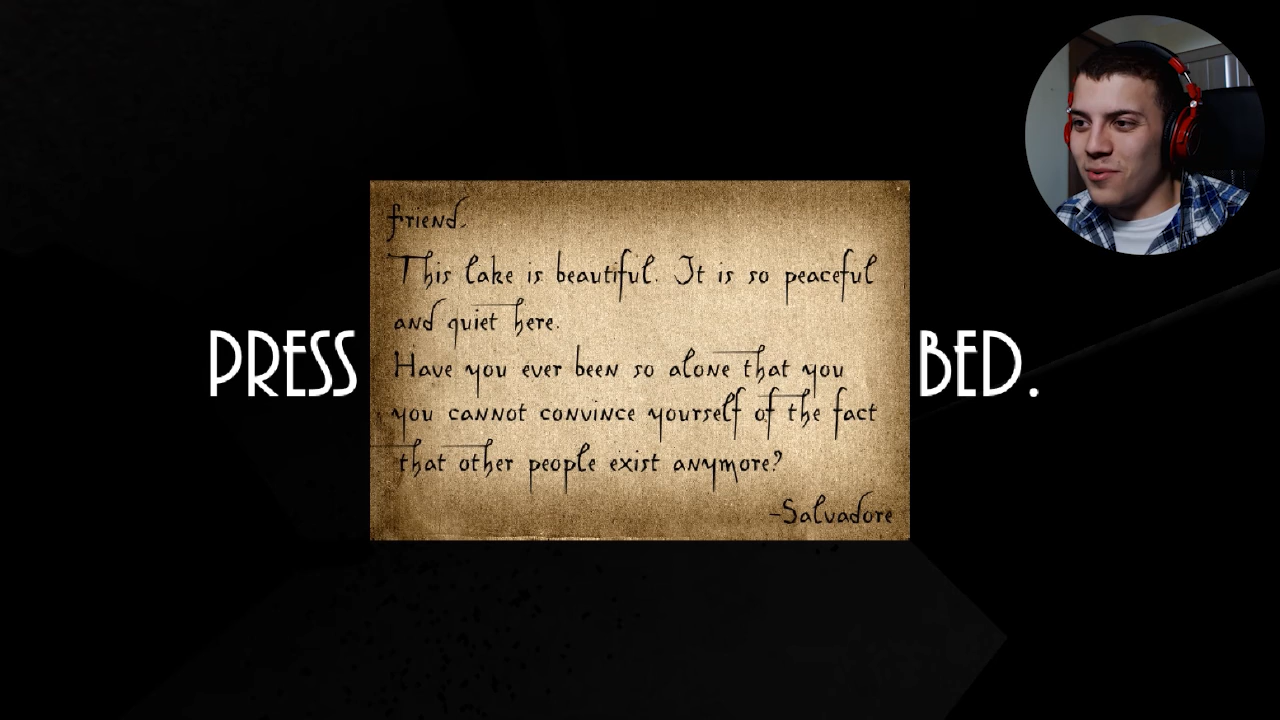 friend.
This lake is beautiful. It is so peaceful
and quiet here.
Have you ever been so alone that you
you cannot convince yourself of the fact
that other people exist anymore?
-Salvadore
PRESS
BED.